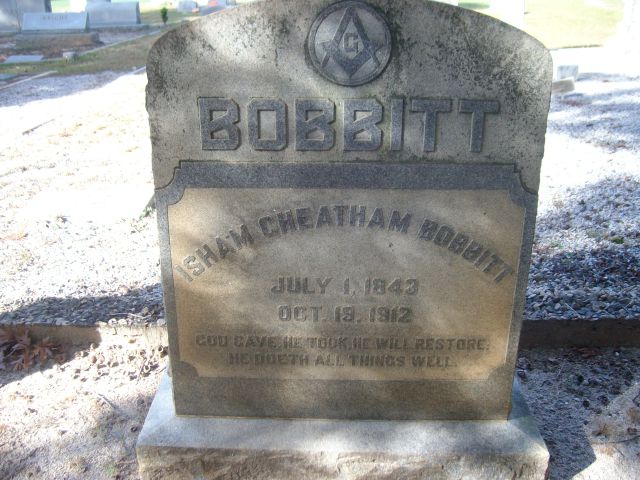 G
BOBBITT
ISHAM CHEATHAM BOBBITT
JULY 1, 1843
OCT. 19, 1912
GOD GAVE, HE TOOK, HE WILL RESTORE,
HE DOETH ALL THINGS WELL.